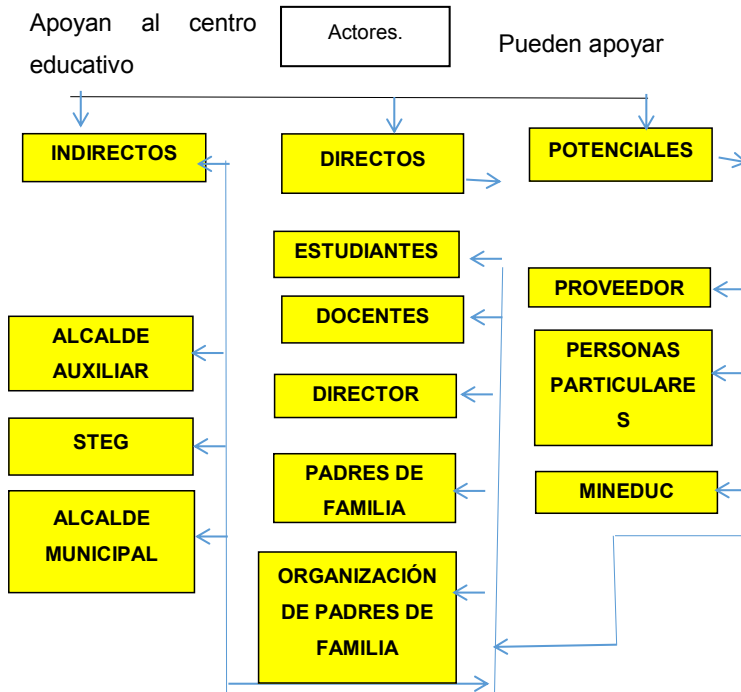 Apoyan al centro
educativo
Actores.
Pueden apoyar
INDIRECTOS
DIRECTOS
POTENCIALES
ESTUDIANTES
PROVEEDOR
DOCENTES
ALCALDE
AUXILIAR
PERSONAS
PARTICULARE
S
DIRECTOR
STEG
PADRES DE
FAMILIA
MINEDUC
ALCALDE
MUNICIPAL
ORGANIZACIÓN
DE PADRES DE
FAMILIA